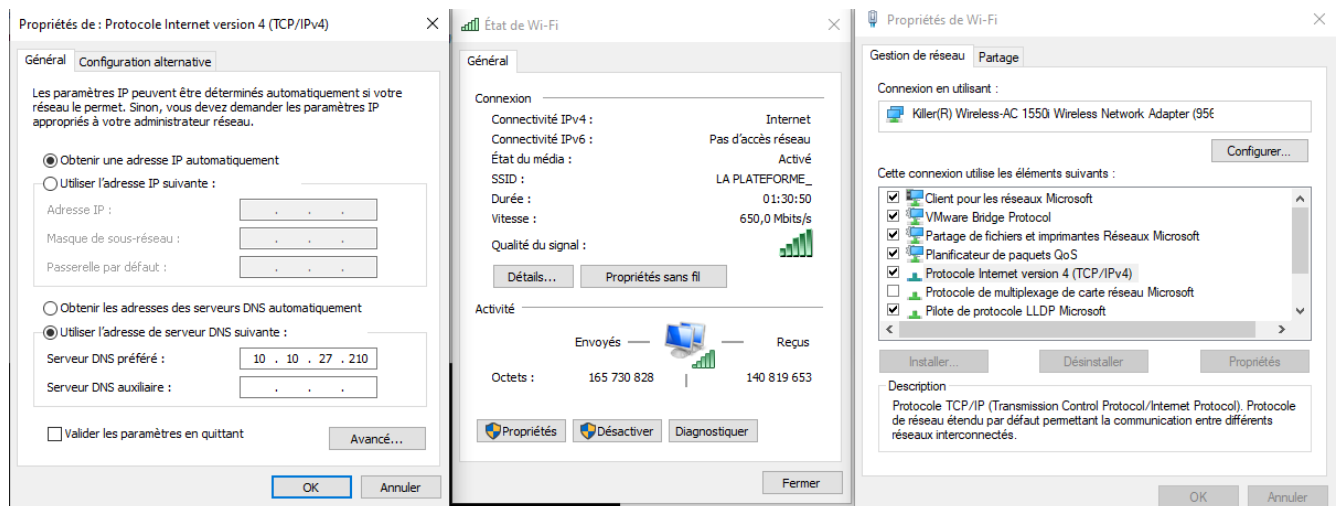 Propriétés de : Protocole Internet version 4 (TCP/IPv4)
Général
Configuration alternative
Les paramètres IP peuvent être déterminés automatiquement si votre
réseau le permet. Sinon, vous devez demander les paramètres IP
appropriés à votre administrateur réseau.
Obtenir une adresse IP automatiquement
Utiliser l'adresse IP suivante :
Adresse IP :
Masque de sous-réseau :
Passerelle par défaut :
Obtenir les adresses des serveurs DNS automatiquement
Utiliser l'adresse de serveur DNS suivante :
Serveur DNS préféré : 10 . 10 . 27 . 210
Serveur DNS auxiliaire :
Valider les paramètres en quittant
Avancé...
OK Annuler
État de Wi-Fi
Général
Connexion
Connectivité IPv4 : Internet
Connectivité IPv6 : Pas d'accès réseau
État du média : Activé
SSID : LA PLATEFORME_
Durée : 01:30:50
Vitesse : 650,0 Mbits/s
Qualité du signal :
Détails... Propriétés sans fil
Activité
Envoyés — — Reçus
Octets : 165 730 828 | 140 819 653
Propriétés Désactiver Diagnostiquer
Fermer
Propriétés de Wi-Fi
Gestion de réseau Partage
Connexion en utilisant :
Killer(R) Wireless-AC 1550i Wireless Network Adapter (956
Configurer...
Cette connexion utilise les éléments suivants :
Client pour les réseaux Microsoft
VMware Bridge Protocol
Partage de fichiers et imprimantes Réseaux Microsoft
Planificateur de paquets QoS
Protocole Internet version 4 (TCP/IPv4)
Protocole de multiplexage de carte réseau Microsoft
Pilote de protocole LLDP Microsoft
Installer... Désinstaller Propriétés
Description
Protocole TCP/IP (Transmission Control Protocol/Internet Protocol). Protocole
de réseau étendu par défaut permettant la communication entre différents
réseaux interconnectés.
OK Annuler